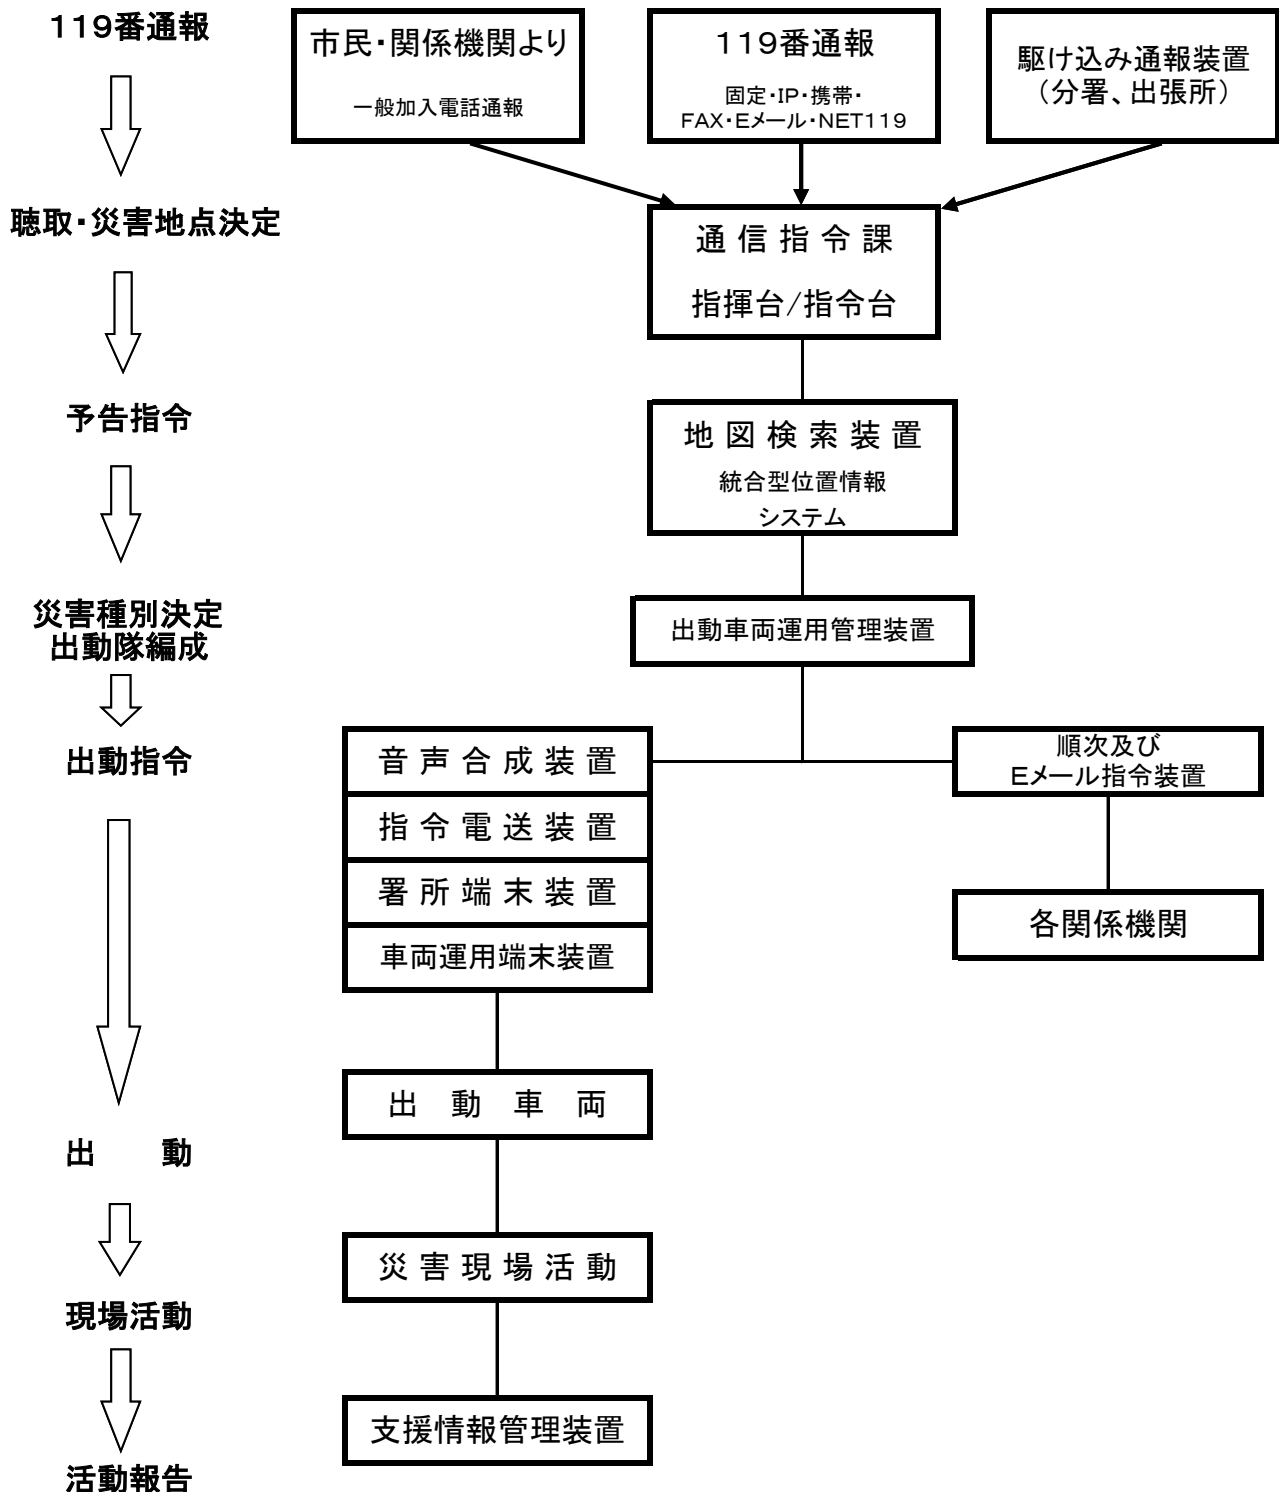 119番通報
市民・関係機関より
一般加入電話通報
119番通報
固定・IP・携帯・
FAX・Eメール・NET119
駆け込み通報装置
（分署、出張所）
聴取・災害地点決定
通信指令課
指揮台/指令台
予告指令
地図検索装置
統合型位置情報
システム
災害種別決定
出動隊編成
出動車両運用管理装置
出動指令
音声合成装置
指令電送装置
署所端末装置
車両運用端末装置
順次及び
Eメール指令装置
各関係機関
出動
出動車両
現場活動
災害現場活動
活動報告
支援情報管理装置